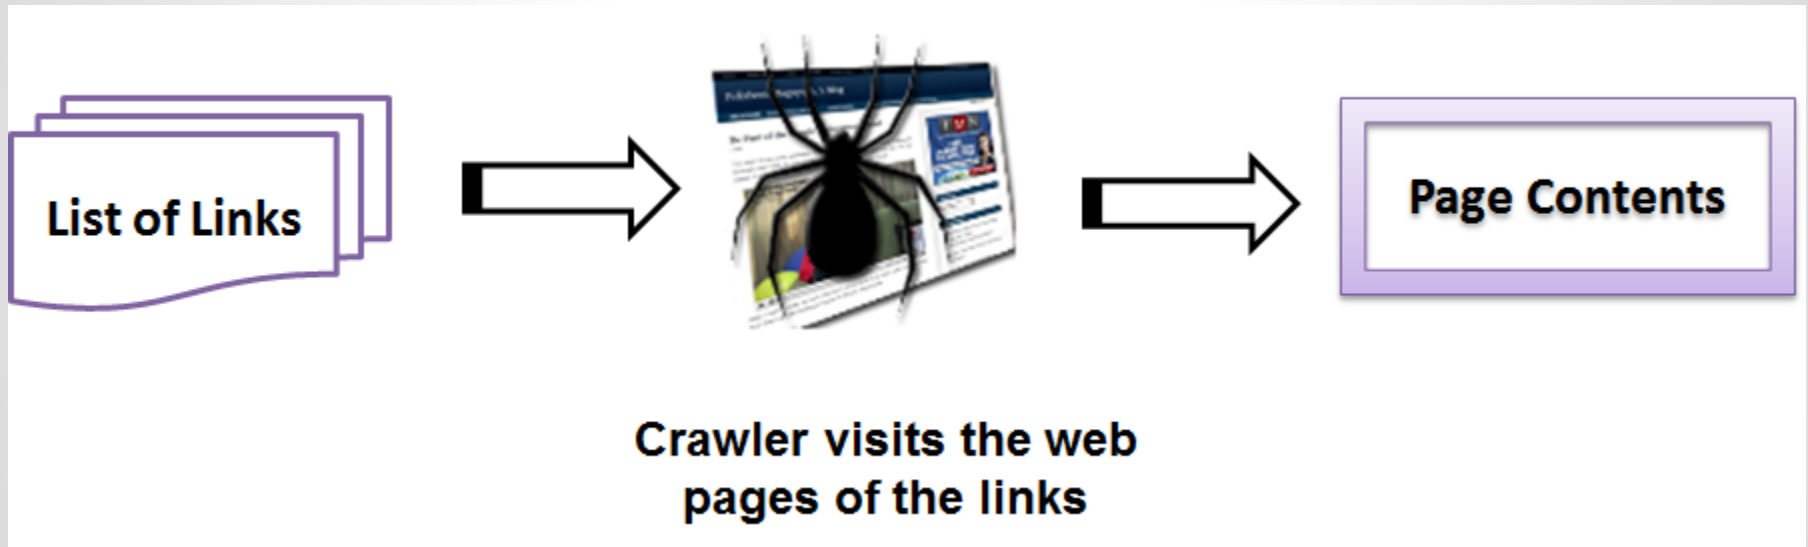 List of Links
Page Contents
Crawler visits the web
pages of the links